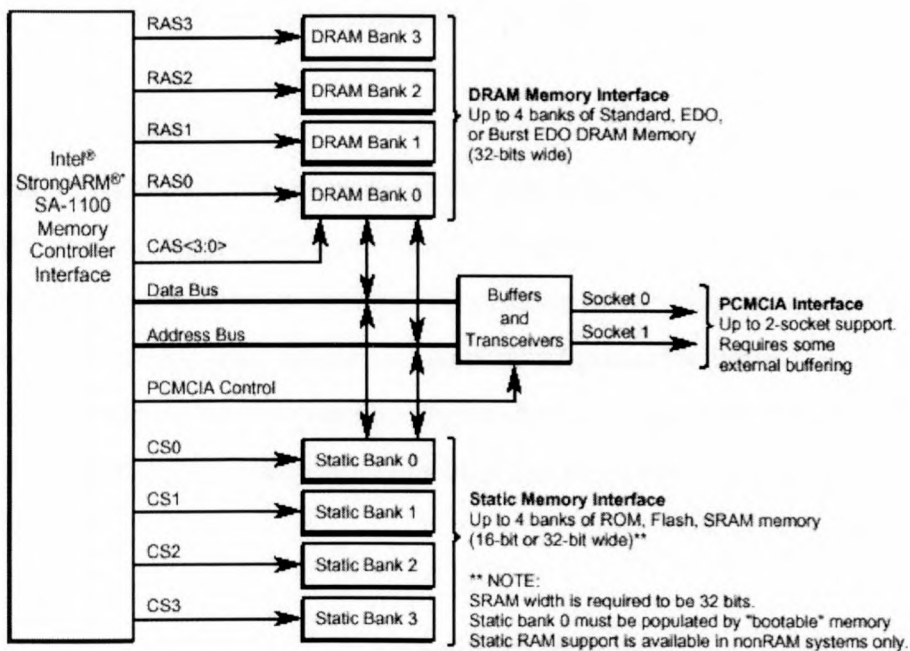 Intel®
StrongARM®*
SA-1100
Memory
Controller
Interface
RAS3
DRAM Bank 3
RAS2
DRAM Bank 2
RAS1
DRAM Bank 1
RAS0
DRAM Bank 0
CAS<3:0>
Data Bus
Address Bus
PCMCIA Control
DRAM Memory Interface
Up to 4 banks of Standard, EDO,
or Burst EDO DRAM Memory
(32-bits wide)
Buffers
and
Transceivers
Socket 0
Socket 1
PCMCIA Interface
Up to 2-socket support.
Requires some
external buffering
CS0
Static Bank 0
CS1
Static Bank 1
CS2
Static Bank 2
CS3
Static Bank 3
Static Memory Interface
Up to 4 banks of ROM, Flash, SRAM memory
(16-bit or 32-bit wide)**
** NOTE:
SRAM width is required to be 32 bits.
Static bank 0 must be populated by "bootable" memory
Static RAM support is available in nonRAM systems only.